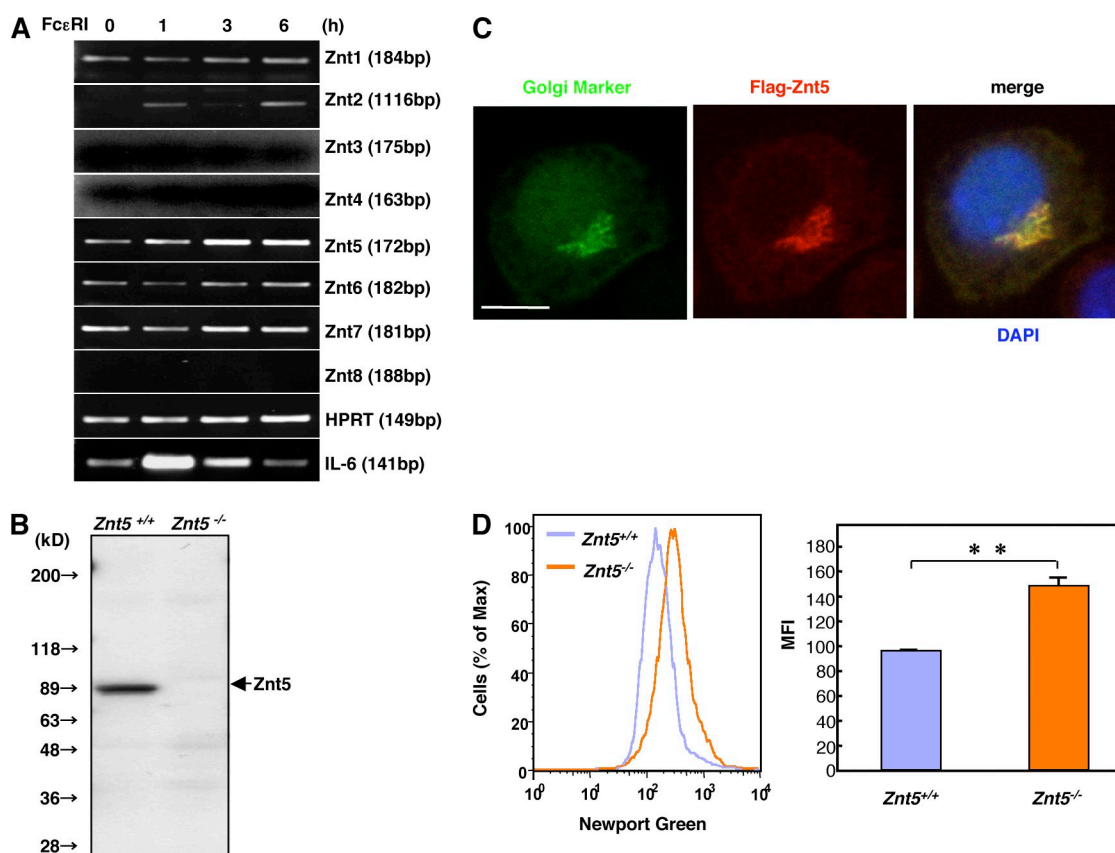 A
FcεRI 0 1 3 6 (h)
Znt1 (184bp)
Znt2 (1116bp)
Znt3 (175bp)
Znt4 (163bp)
Znt5 (172bp)
Znt6 (182bp)
Znt7 (181bp)
Znt8 (188bp)
HPRT (149bp)
IL-6 (141bp)
B
Znt5 +/+ Znt5 -/-
(kD)
200→
118→
89→
63→
48→
36→
28→
Znt5
C
Golgi Marker Flag-Znt5 merge
DAPI
D
Cells (% of Max)
100
80
60
40
20
0
Znt5+/+
Znt5-/-
10⁰ 10¹ 10² 10³ 10⁴
Newport Green
MFI
180
160
140
120
100
80
60
40
20
0
* *
Znt5+/+ Znt5-/-